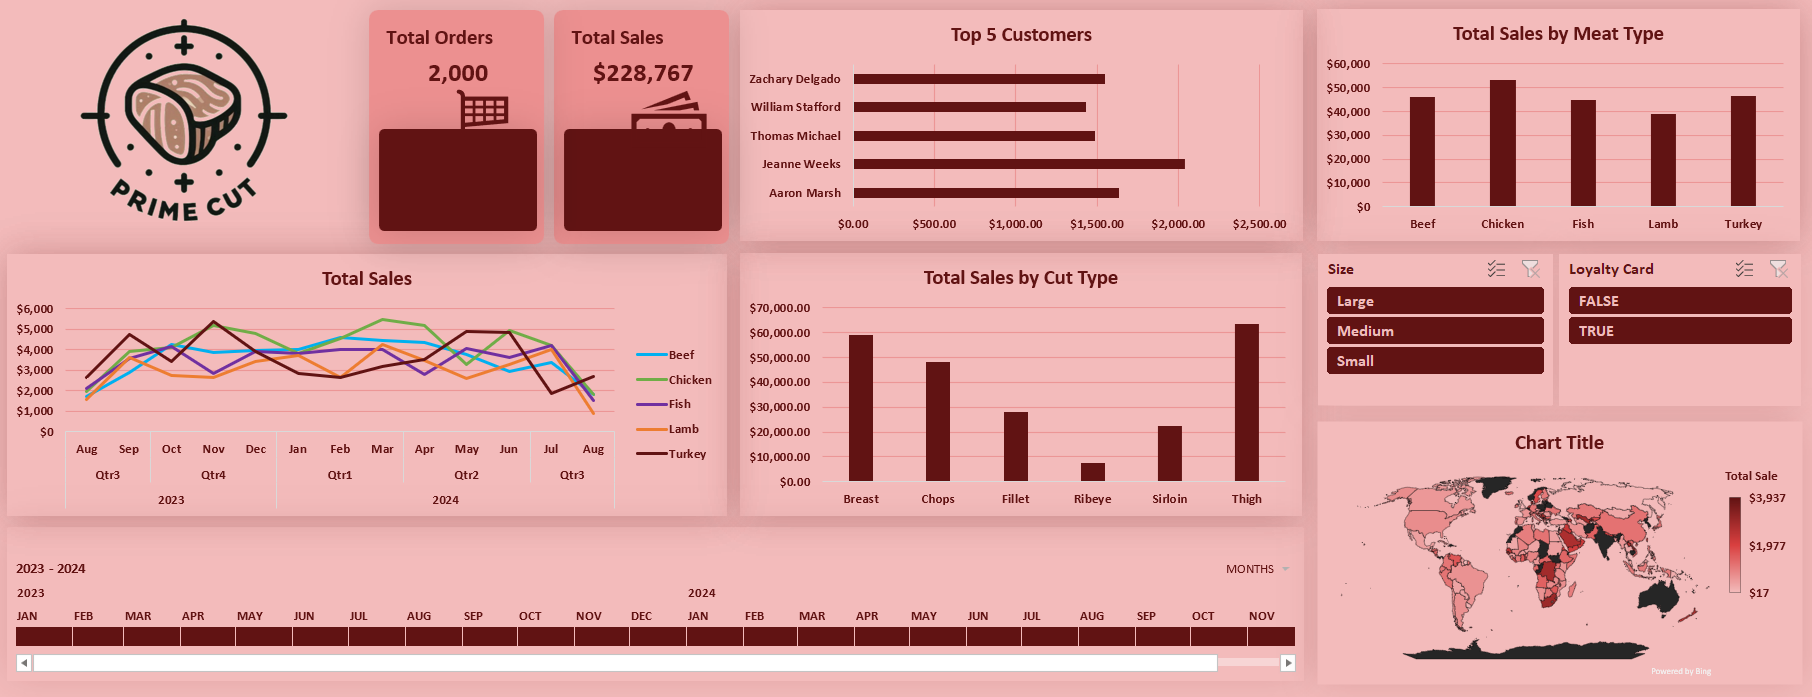 PRIME CUT
Total Orders
2,000
Total Sales
$228,767
Top 5 Customers
Zachary Delgado
William Stafford
Thomas Michael
Jeanne Weeks
Aaron Marsh
$0.00 $500.00 $1,000.00 $1,500.00 $2,000.00 $2,500.00
Total Sales by Meat Type
$60,000
$50,000
$40,000
$30,000
$20,000
$10,000
$0
Beef Chicken Fish Lamb Turkey
Total Sales
$6,000
$5,000
$4,000
$3,000
$2,000
$1,000
$0
Aug Sep Oct Nov Dec Jan Feb Mar Apr May Jun Jul Aug
Qtr3 Qtr4 Qtr1 Qtr2 Qtr3
2023 2024
Beef
Chicken
Fish
Lamb
Turkey
Total Sales by Cut Type
$70,000.00
$60,000.00
$50,000.00
$40,000.00
$30,000.00
$20,000.00
$10,000.00
$0.00
Breast Chops Fillet Ribeye Sirloin Thigh
Size
Large
Medium
Small
Loyalty Card
FALSE
TRUE
Chart Title
Total Sale
$3,937
$1,977
$17
Powered by Bing
2023 - 2024
MONTHS
2023 2024
JAN FEB MAR APR MAY JUN JUL AUG SEP OCT NOV DEC JAN FEB MAR APR MAY JUN JUL AUG SEP OCT NOV